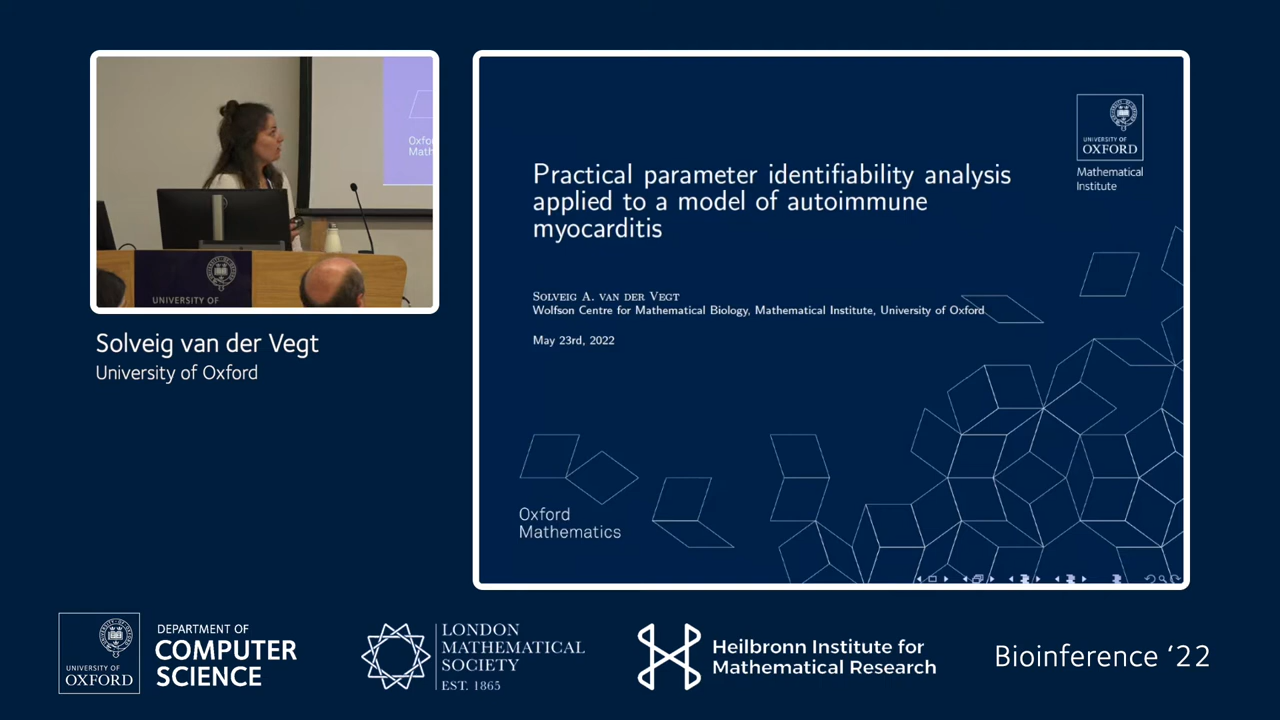 Oxfo
Math
UNIVERSITY OF
Solveig van der Vegt
University of Oxford
UNIVERSITY OF
OXFORD
Mathematical
Institute
Practical parameter identifiability analysis
applied to a model of autoimmune
myocarditis
Solveig A. van der Vegt
Wolfson Centre for Mathematical Biology, Mathematical Institute, University of Oxford
May 23rd, 2022
Oxford
Mathematics
UNIVERSITY OF
OXFORD
DEPARTMENT OF
COMPUTER
SCIENCE
LONDON
MATHEMATICAL
SOCIETY
EST. 1865
Heilbronn Institute for
Mathematical Research
Bioinference ‘22